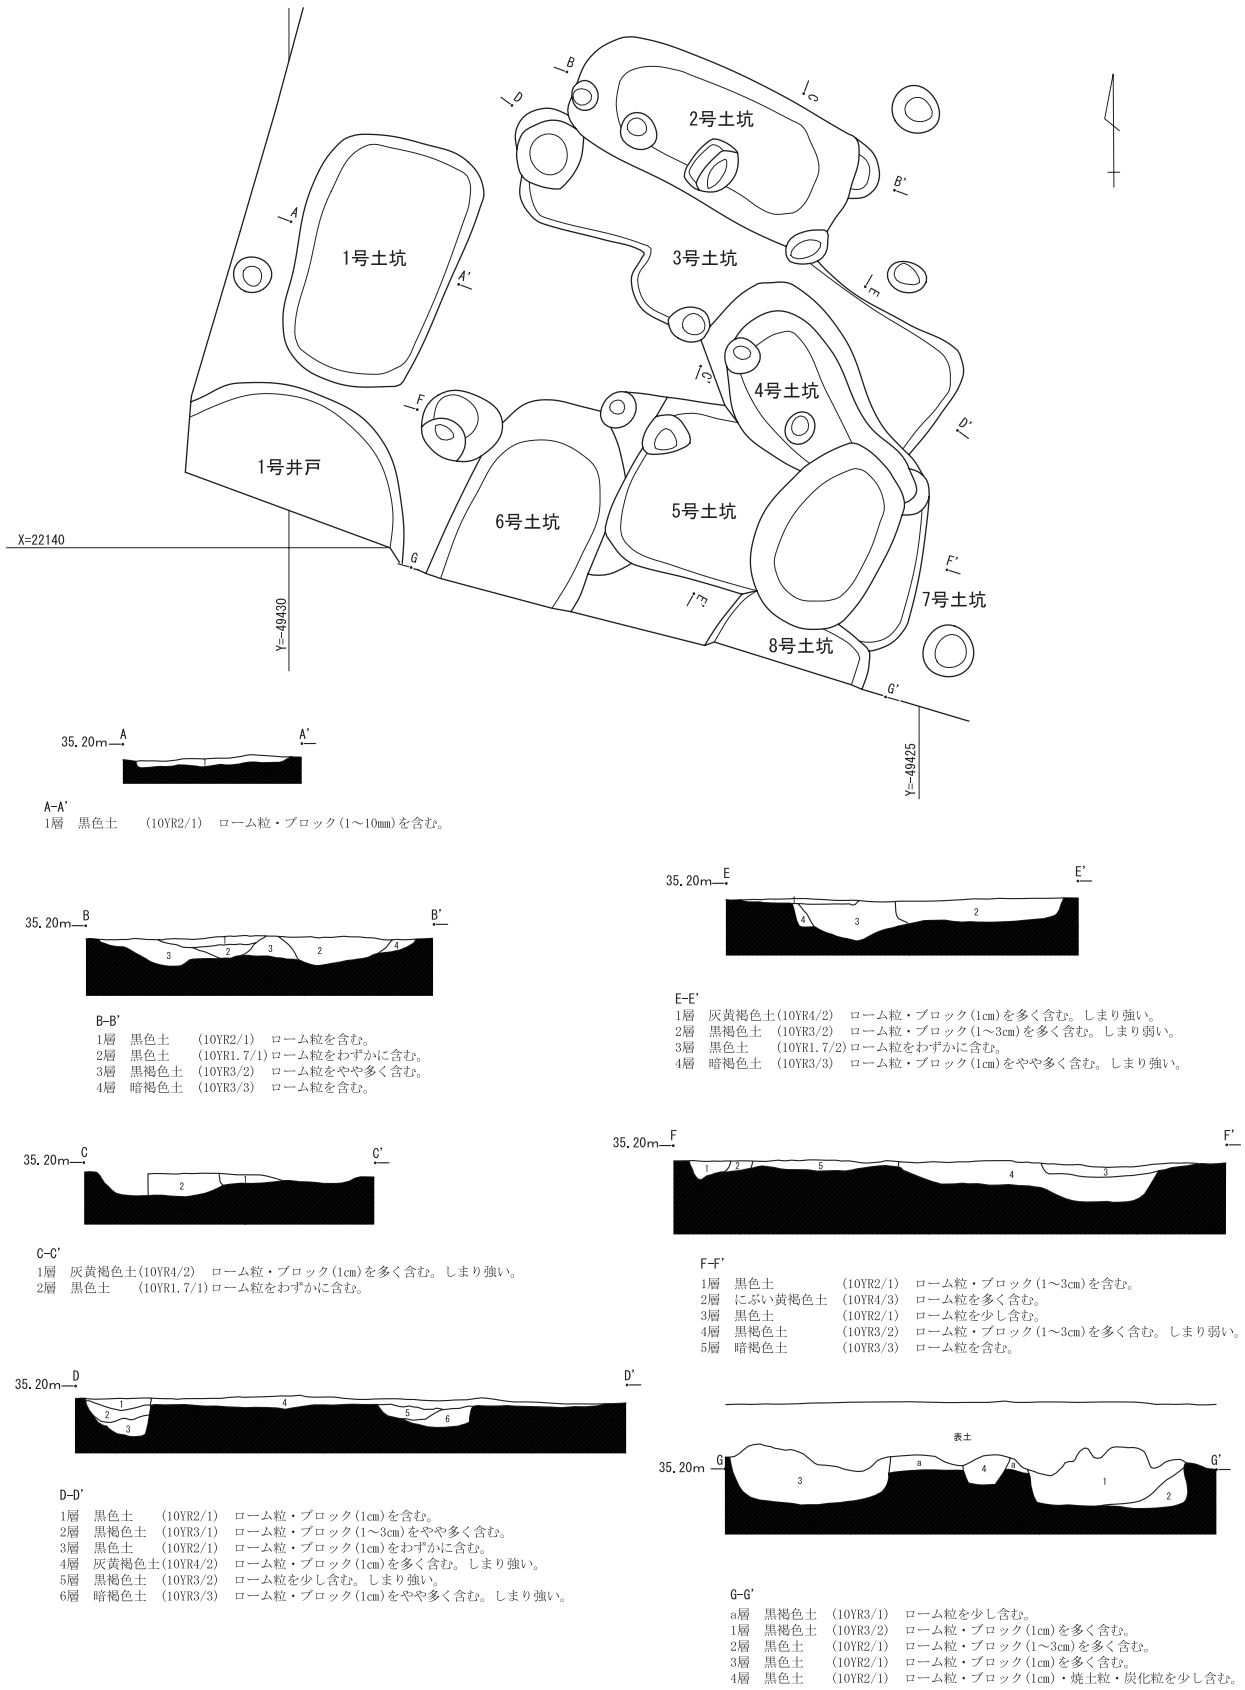 B
C
D
2号土坑
B'
A
1号土坑
3号土坑
A'
E
C'
F
4号土坑
D'
1号井戸
6号土坑
5号土坑
X=22140
G
F'
E'
7号土坑
Y=-49430
8号土坑
G'
Y=-49425
35.20m A A'
1
A-A'
1層 黒色土 (10YR2/1) ローム粒・ブロック(1～10mm)を含む。
35.20m B B'
1
2
3
3
2
4
B-B'
1層 黒色土 (10YR2/1) ローム粒を含む。
2層 黒色土 (10YR1.7/1)ローム粒をわずかに含む。
3層 黒褐色土 (10YR3/2) ローム粒をやや多く含む。
4層 暗褐色土 (10YR3/3) ローム粒を含む。
35.20m C C'
2
1
C-C'
1層 灰黄褐色土(10YR4/2) ローム粒・ブロック(1cm)を多く含む。しまり強い。
2層 黒色土 (10YR1.7/1)ローム粒をわずかに含む。
35.20m D D'
1
2
3
4
5
6
D-D'
1層 黒色土 (10YR2/1) ローム粒・ブロック(1cm)を含む。
2層 黒褐色土 (10YR3/1) ローム粒・ブロック(1～3cm)をやや多く含む。
3層 黒色土 (10YR2/1) ローム粒・ブロック(1cm)をわずかに含む。
4層 灰黄褐色土(10YR4/2) ローム粒・ブロック(1cm)を多く含む。しまり強い。
5層 黒褐色土 (10YR3/2) ローム粒を少し含む。しまり強い。
6層 暗褐色土 (10YR3/3) ローム粒・ブロック(1cm)をやや多く含む。しまり強い。
35.20m E E'
1
4
3
2
E-E'
1層 灰黄褐色土(10YR4/2) ローム粒・ブロック(1cm)を多く含む。しまり強い。
2層 黒褐色土 (10YR3/2) ローム粒・ブロック(1～3cm)を多く含む。しまり弱い。
3層 黒色土 (10YR1.7/2)ローム粒をわずかに含む。
4層 暗褐色土 (10YR3/3) ローム粒・ブロック(1cm)をやや多く含む。しまり強い。
35.20m F F'
1
2
5
4
3
F-F'
1層 黒色土 (10YR2/1) ローム粒・ブロック(1～3cm)を含む。
2層 にぶい黄褐色土 (10YR4/3) ローム粒を多く含む。
3層 黒色土 (10YR2/1) ローム粒を少し含む。
4層 黒褐色土 (10YR3/2) ローム粒・ブロック(1～3cm)を多く含む。しまり弱い。
5層 暗褐色土 (10YR3/3) ローム粒を含む。
表土
35.20m G G'
3
a
4
a
1
2
G-G'
a層 黒褐色土 (10YR3/1) ローム粒を少し含む。
1層 黒褐色土 (10YR3/2) ローム粒・ブロック(1cm)を多く含む。
2層 黒色土 (10YR2/1) ローム粒・ブロック(1～3cm)を多く含む。
3層 黒色土 (10YR2/1) ローム粒・ブロック(1cm)を多く含む。
4層 黒色土 (10YR2/1) ローム粒・ブロック(1cm)・焼土粒・炭化粒を少し含む。